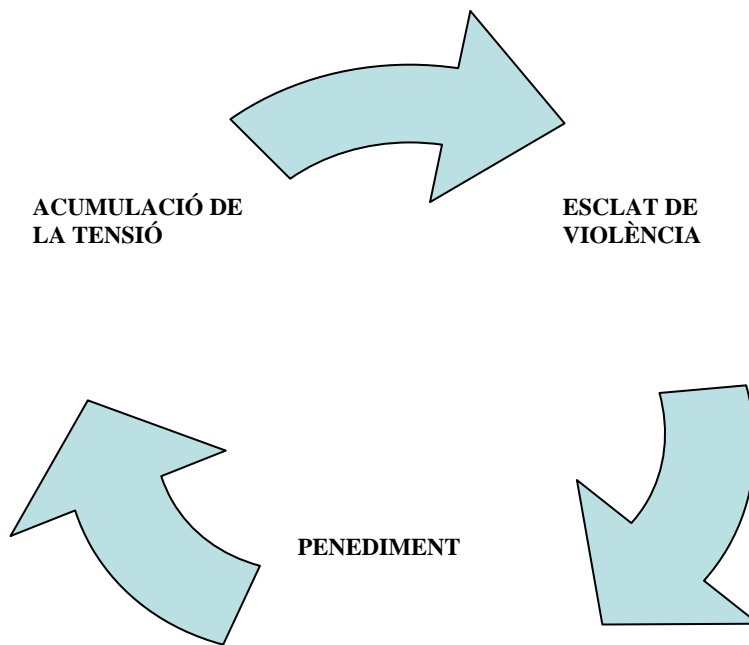 ACUMULACIÓ DE
LA TENSIÓ
ESCLAT DE
VIOLÈNCIA
PENEDIMENT